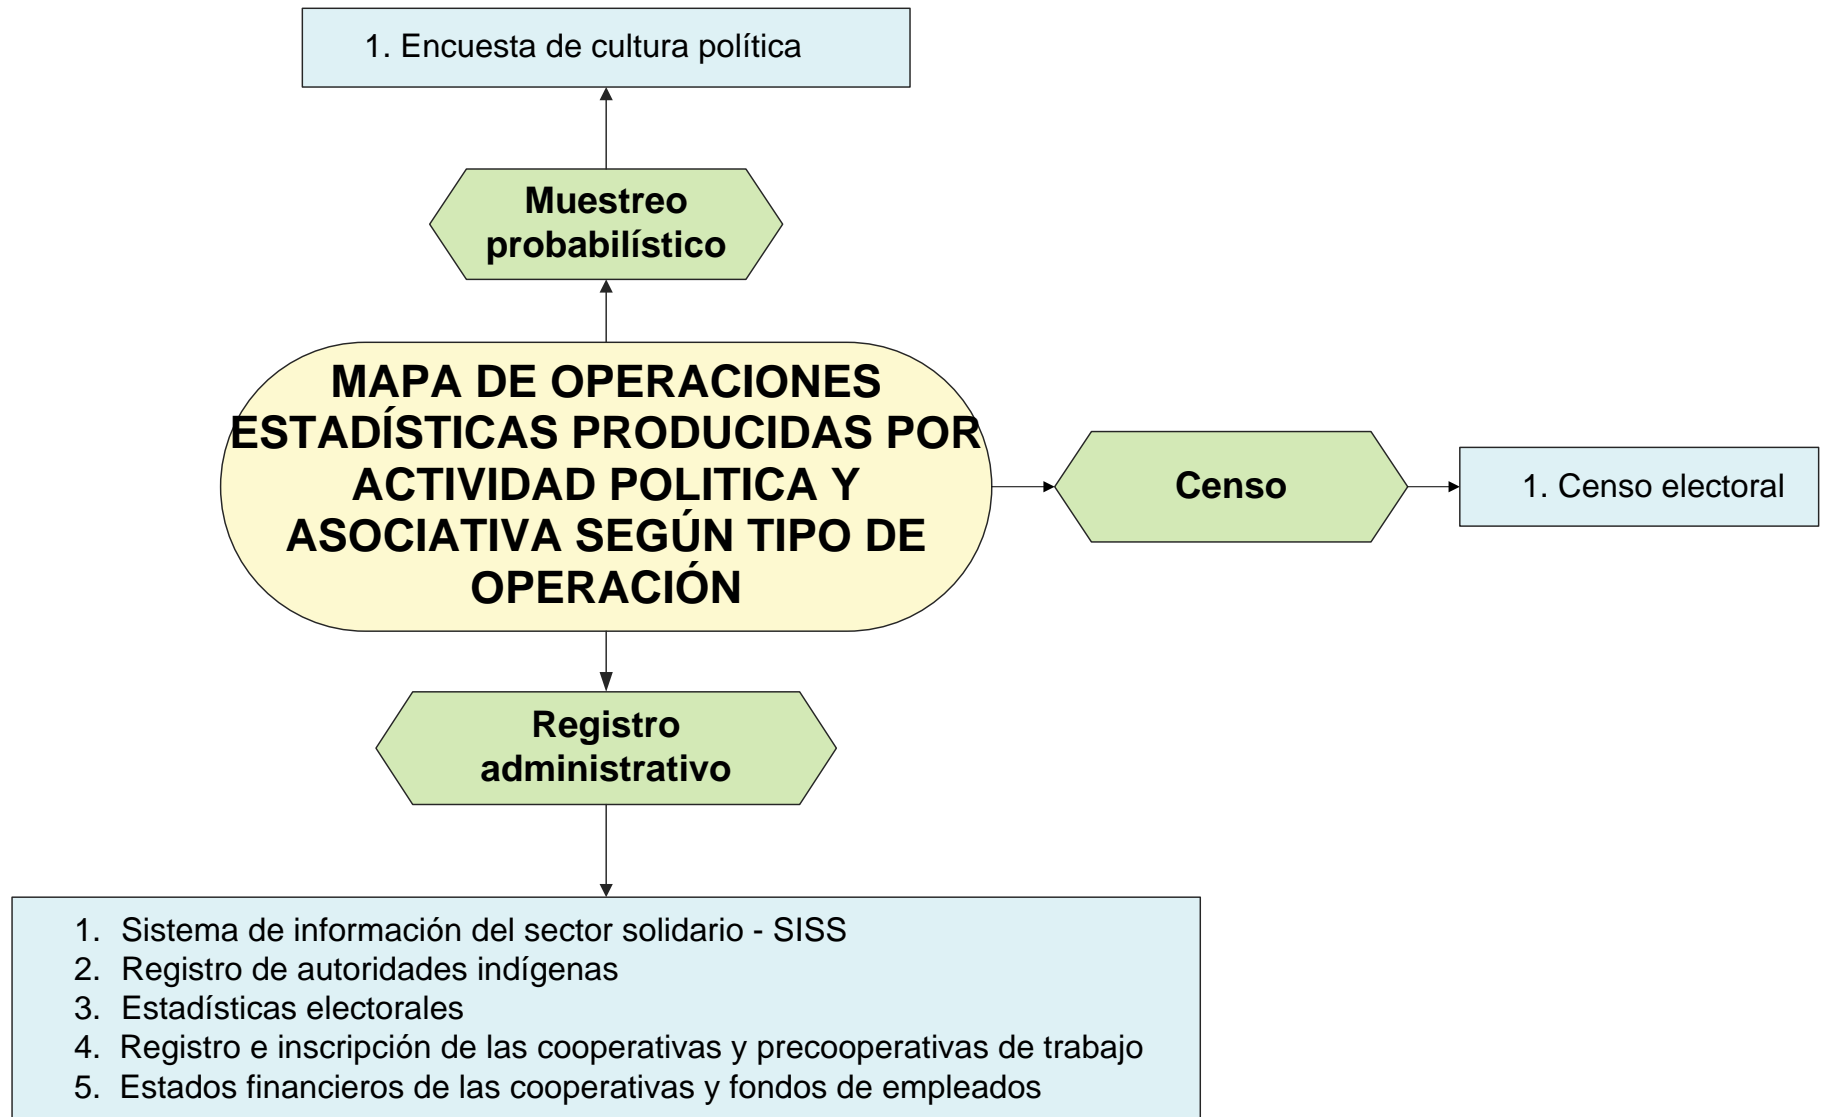 1. Encuesta de cultura política
Muestreo
probabilístico
MAPA DE OPERACIONES
ESTADÍSTICAS PRODUCIDAS POR
ACTIVIDAD POLITICA Y
ASOCIATIVA SEGÚN TIPO DE
OPERACIÓN
Censo
1. Censo electoral
Registro
administrativo
1. Sistema de información del sector solidario - SISS
2. Registro de autoridades indígenas
3. Estadísticas electorales
4. Registro e inscripción de las cooperativas y precooperativas de trabajo
5. Estados financieros de las cooperativas y fondos de empleados